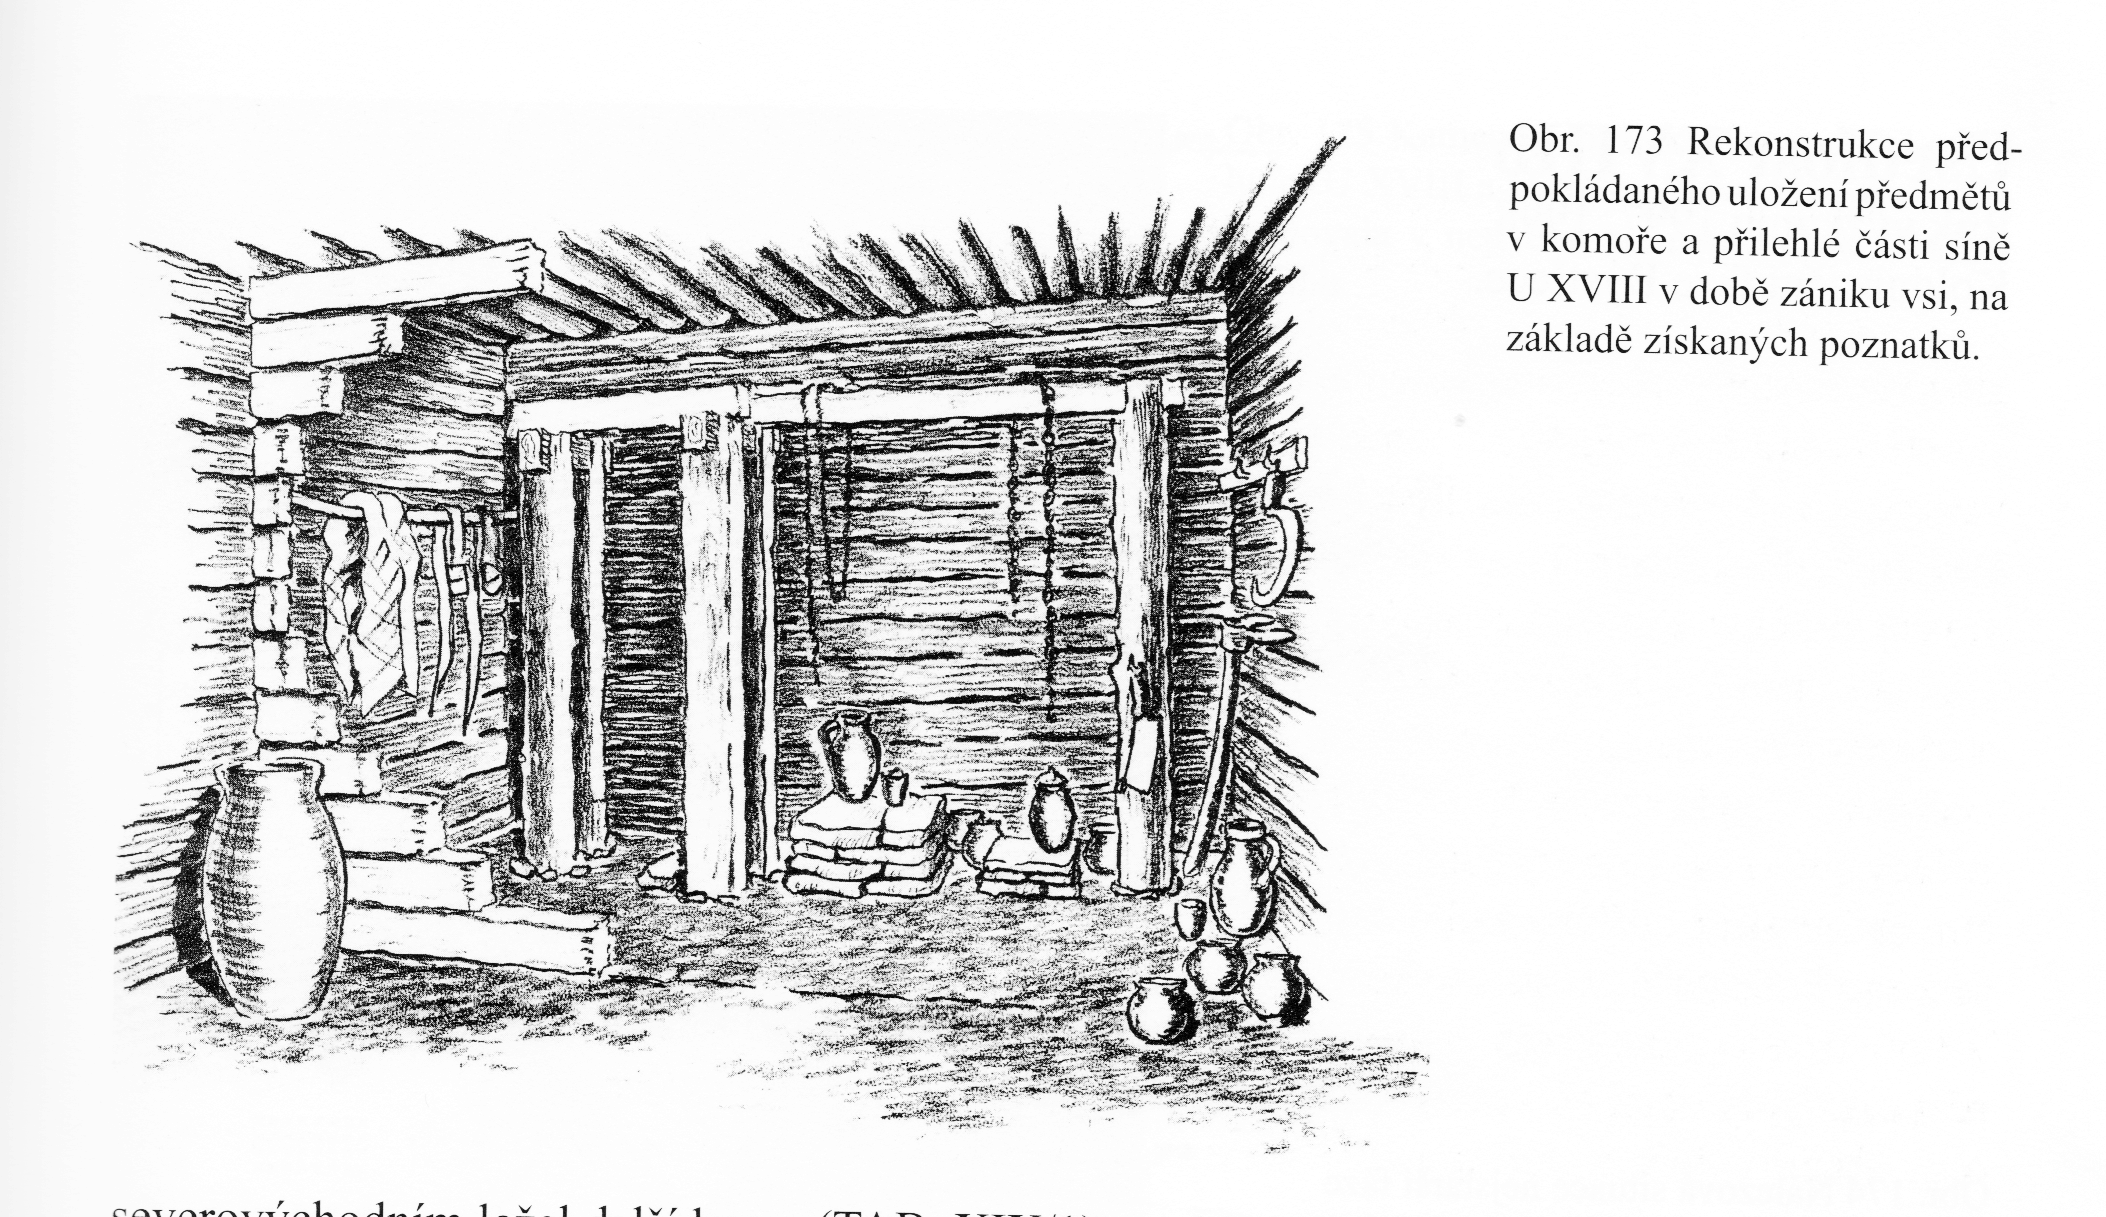 Obr. 173 Rekonstrukce před-
pokládaného uložení předmětů
v komoře a přilehlé části síně
U XVIII v době zániku vsi, na
základě získaných poznatků.
severovýchodním